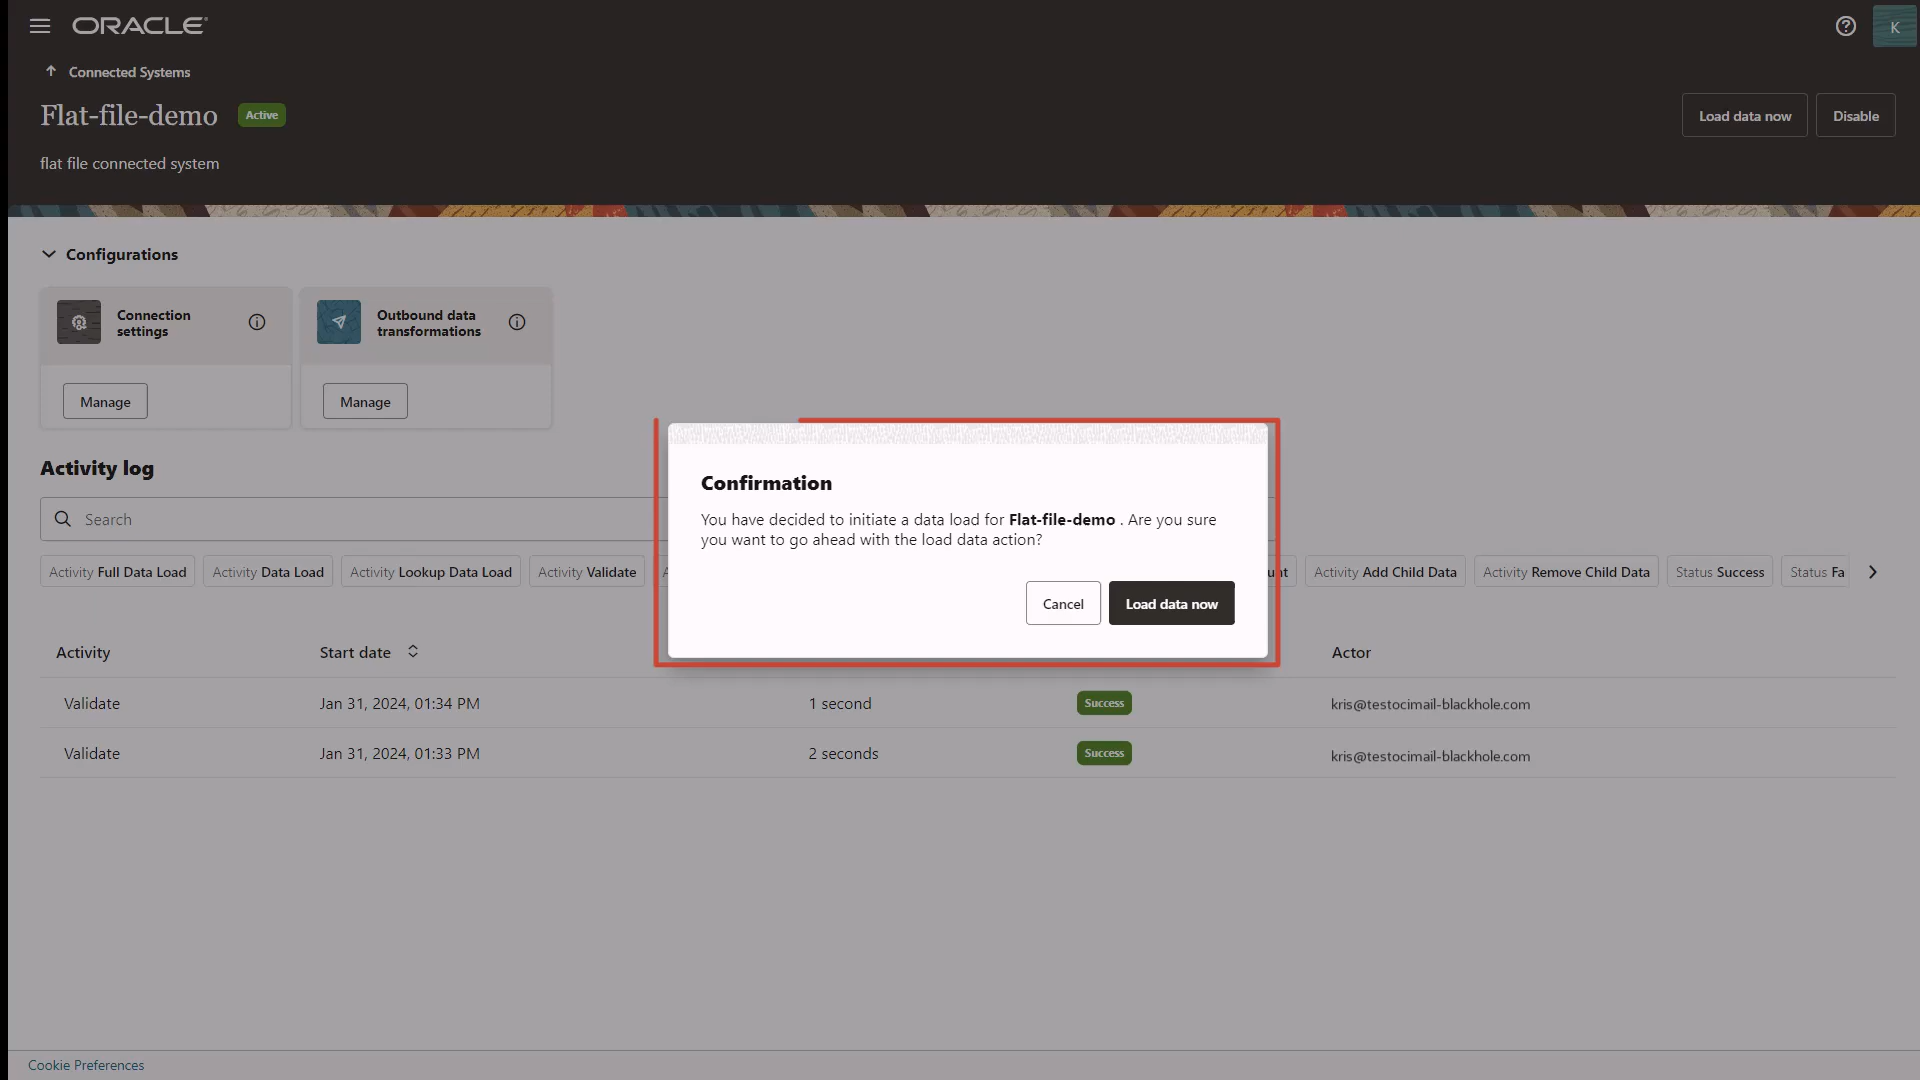 ORACLE
K
Connected Systems
Flat-file-demo Active
Load data now Disable
flat file connected system
Configurations
Connection settings
Outbound data transformations
Manage
Manage
Activity log
Search
Activity Full Data Load Activity Data Load Activity Lookup Data Load Activity Validate Activity Add Child Data Activity Remove Child Data Status Success Status Fa
Confirmation
You have decided to initiate a data load for Flat-file-demo . Are you sure
you want to go ahead with the load data action?
Cancel Load data now
Activity Start date Actor
Validate Jan 31, 2024, 01:34 PM 1 second Success kris@testocimail-blackhole.com
Validate Jan 31, 2024, 01:33 PM 2 seconds Success kris@testocimail-blackhole.com
Cookie Preferences